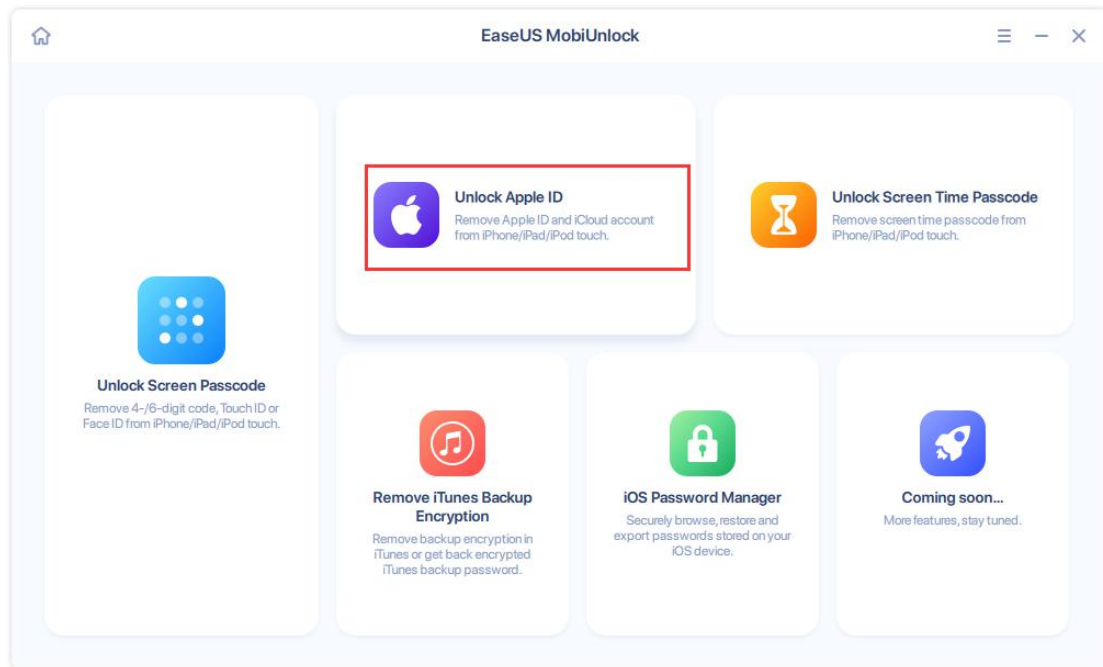 EaseUS MobiUnlock
Unlock Apple ID
Remove Apple ID and iCloud account
from iPhone/iPad/iPod touch.
Unlock Screen Time Passcode
Remove screen time passcode from
iPhone/iPad/iPod touch.
Unlock Screen Passcode
Remove 4-/6-digit code, Touch ID or
Face ID from iPhone/iPad/iPod touch.
Remove iTunes Backup
Encryption
Remove backup encryption in
iTunes or get back encrypted
iTunes backup password.
iOS Password Manager
Securely browse, restore and
export passwords stored on your
iOS device.
Coming soon...
More features, stay tuned.